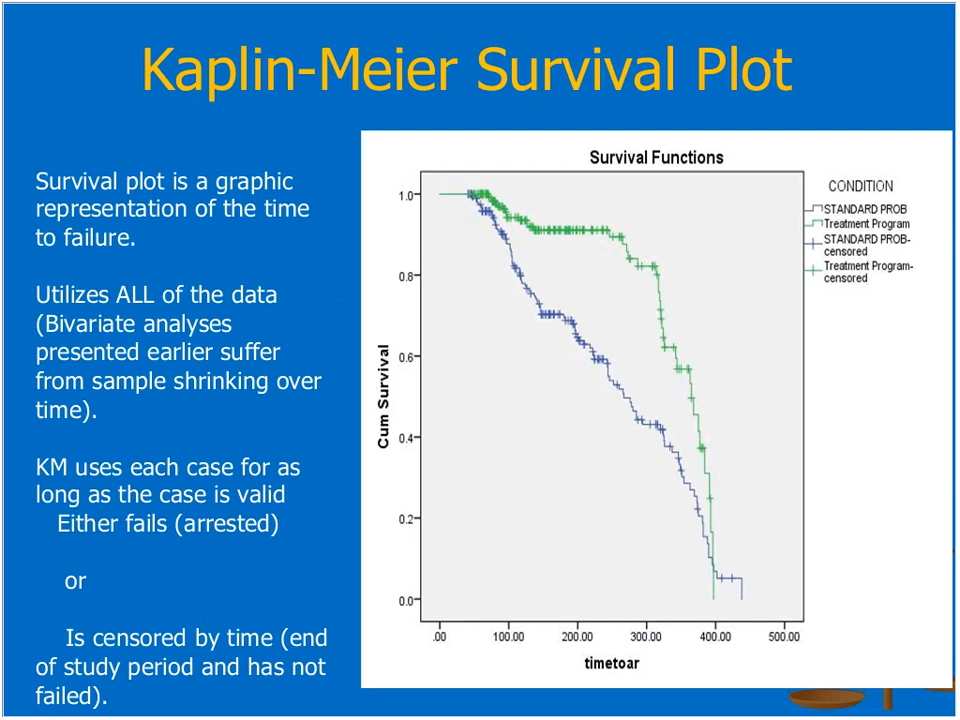 Kaplin-Meier Survival Plot
Survival plot is a graphic
representation of the time
to failure.
Utilizes ALL of the data
(Bivariate analyses
presented earlier suffer
from sample shrinking over
time).
KM uses each case for as
long as the case is valid
Either fails (arrested)
or
Is censored by time (end
of study period and has not
failed).
Survival Functions
CONDITION
STANDARD PROB
Treatment Program
STANDARD PROB-
censored
Treatment Program-
censored
Cum Survival
1.0
0.8
0.6
0.4
0.2
0.0
.00 100.00 200.00 300.00 400.00 500.00
timetoar